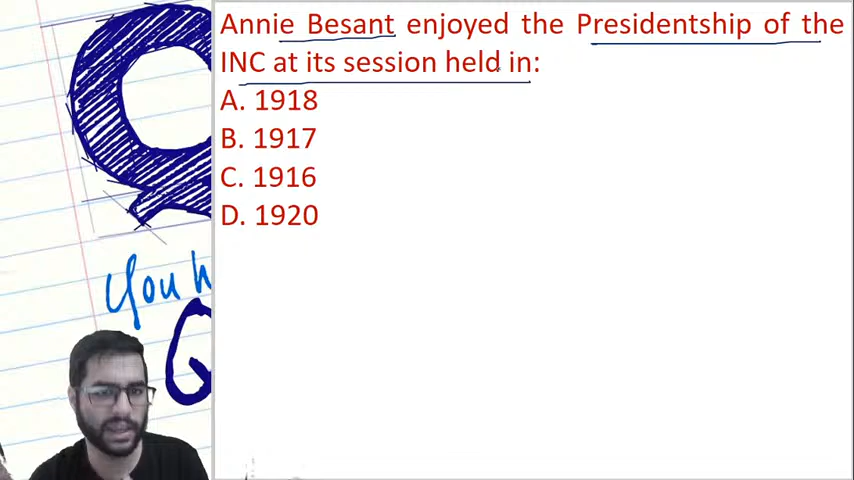 Annie Besant enjoyed the Presidentship of the
INC at its session held in:
A. 1918
B. 1917
C. 1916
D. 1920
You